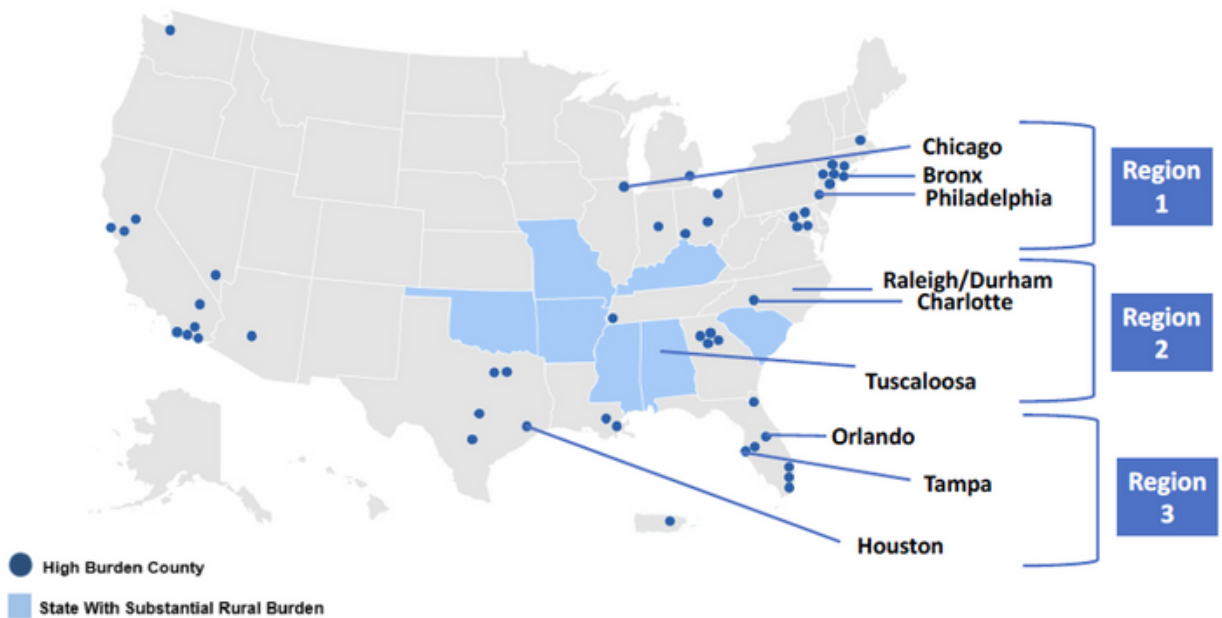 Chicago
Bronx
Philadelphia
Region
1
Raleigh/Durham
Charlotte
Tuscaloosa
Region
2
Orlando
Tampa
Houston
Region
3
High Burden County
State With Substantial Rural Burden